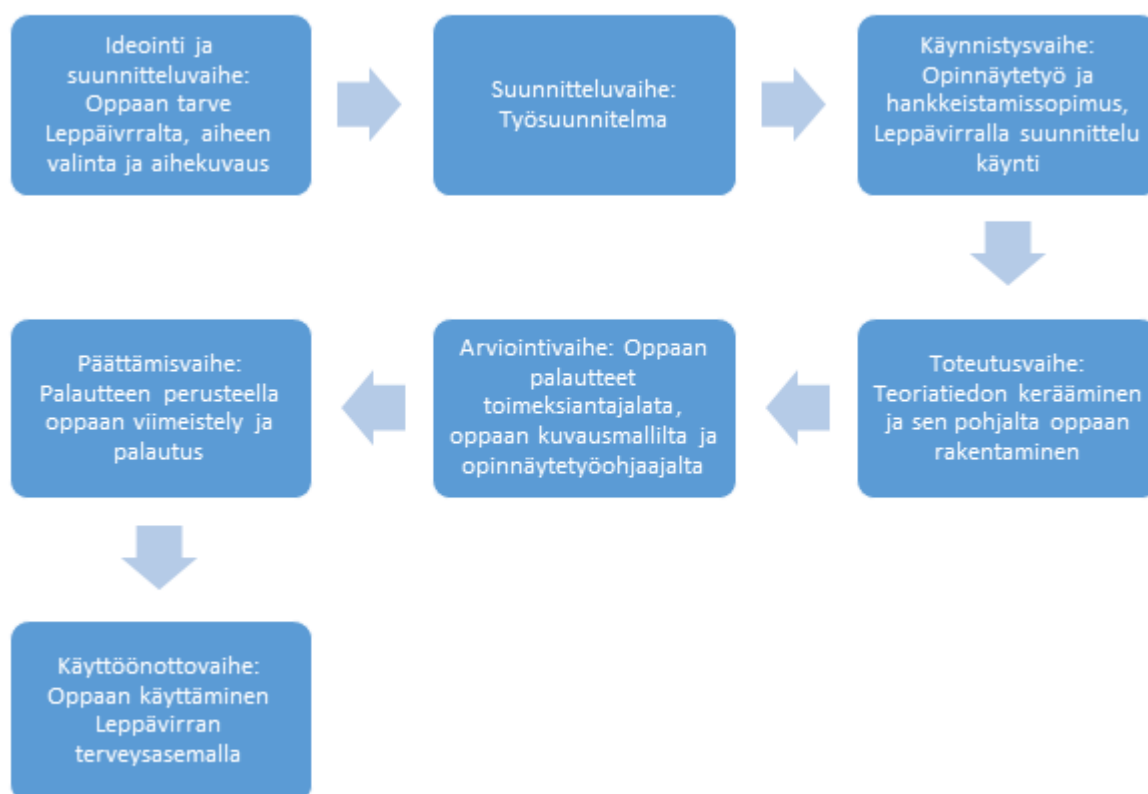 Ideointi ja
suunnitteluvaihe:
Oppaan tarve
Leppäivrralta, aiheen
valinta ja aihekuvaus
Suunnitteluvaihe:
Työsuunnitelma
Käynnistysvaihe:
Opinnäytetyö ja
hankkeistamissopimus,
Leppävirralla suunnittelu
käynti
Toteutusvaihe:
Teoriatiedon kerääminen
ja sen pohjalta oppaan
rakentaminen
Arviointivaihe: Oppaan
palautteet
toimeksiantajalata,
oppaan kuvausmallilta ja
opinnäytetyöohjaajalta
Päättämisvaihe:
Palautteen perusteella
oppaan viimeistely ja
palautus
Käyttöönottovaihe:
Oppaan käyttäminen
Leppävirran
terveysasemalla